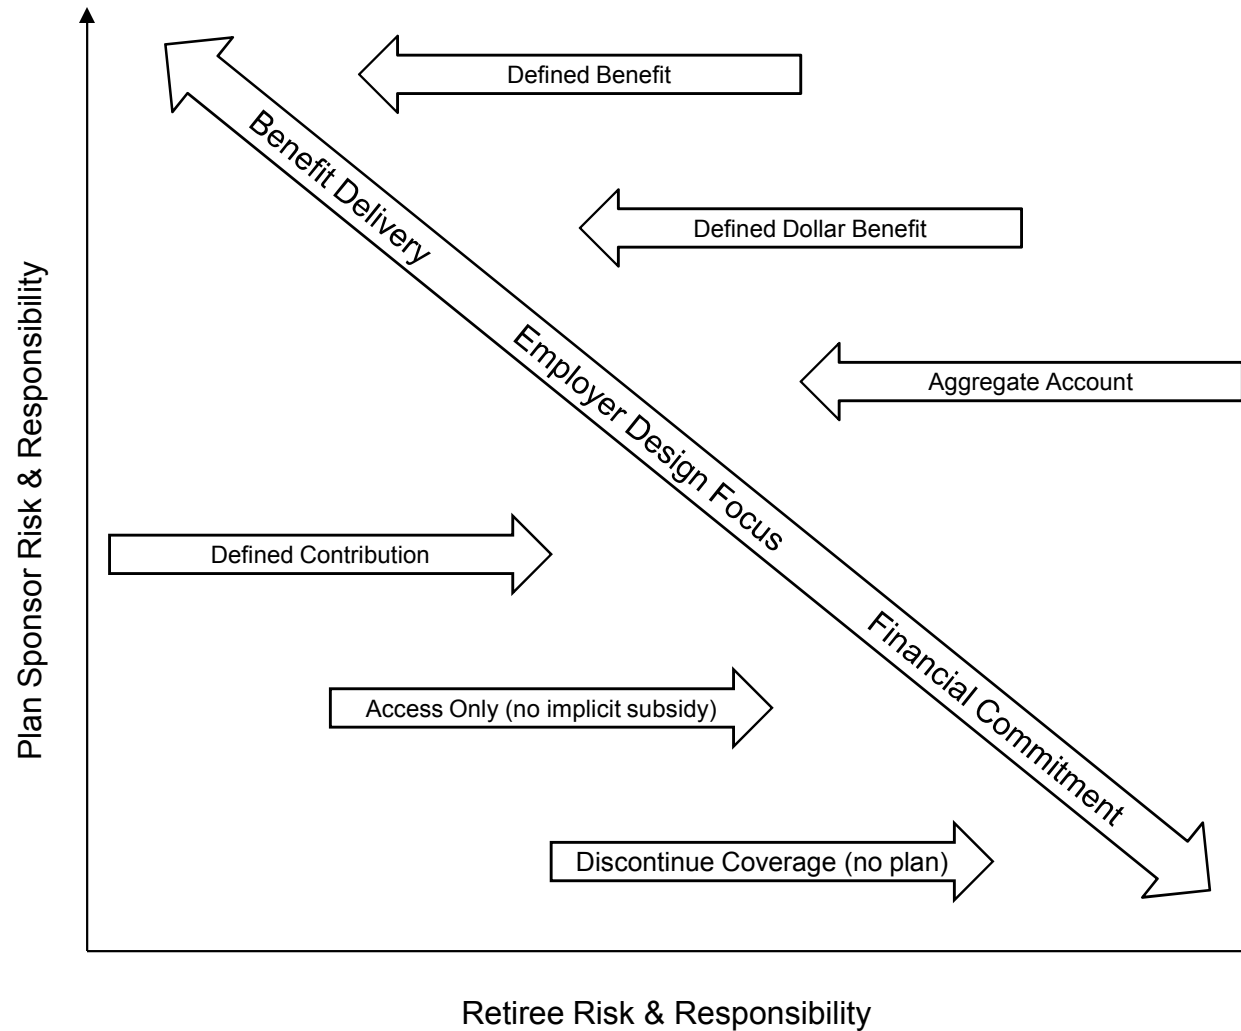 Defined Benefit
Benefit Delivery
Defined Dollar Benefit
Plan Sponsor Risk & Responsibility
Employer Design Focus
Aggregate Account
Defined Contribution
Financial Commitment
Access Only (no implicit subsidy)
Discontinue Coverage (no plan)
Retiree Risk & Responsibility